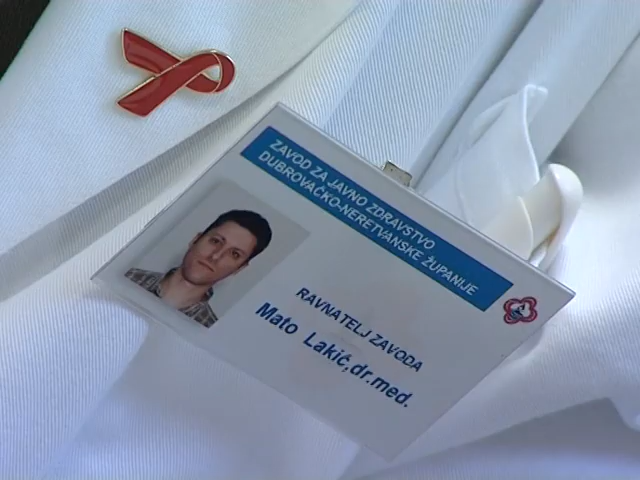 ZAVOD ZA JAVNO ZDRAVSTVO
DUBROVAČKO-NERETVANSKE ŽUPANIJE
RAVNATELJ ZAVODA
Mato Lakić,dr.med.